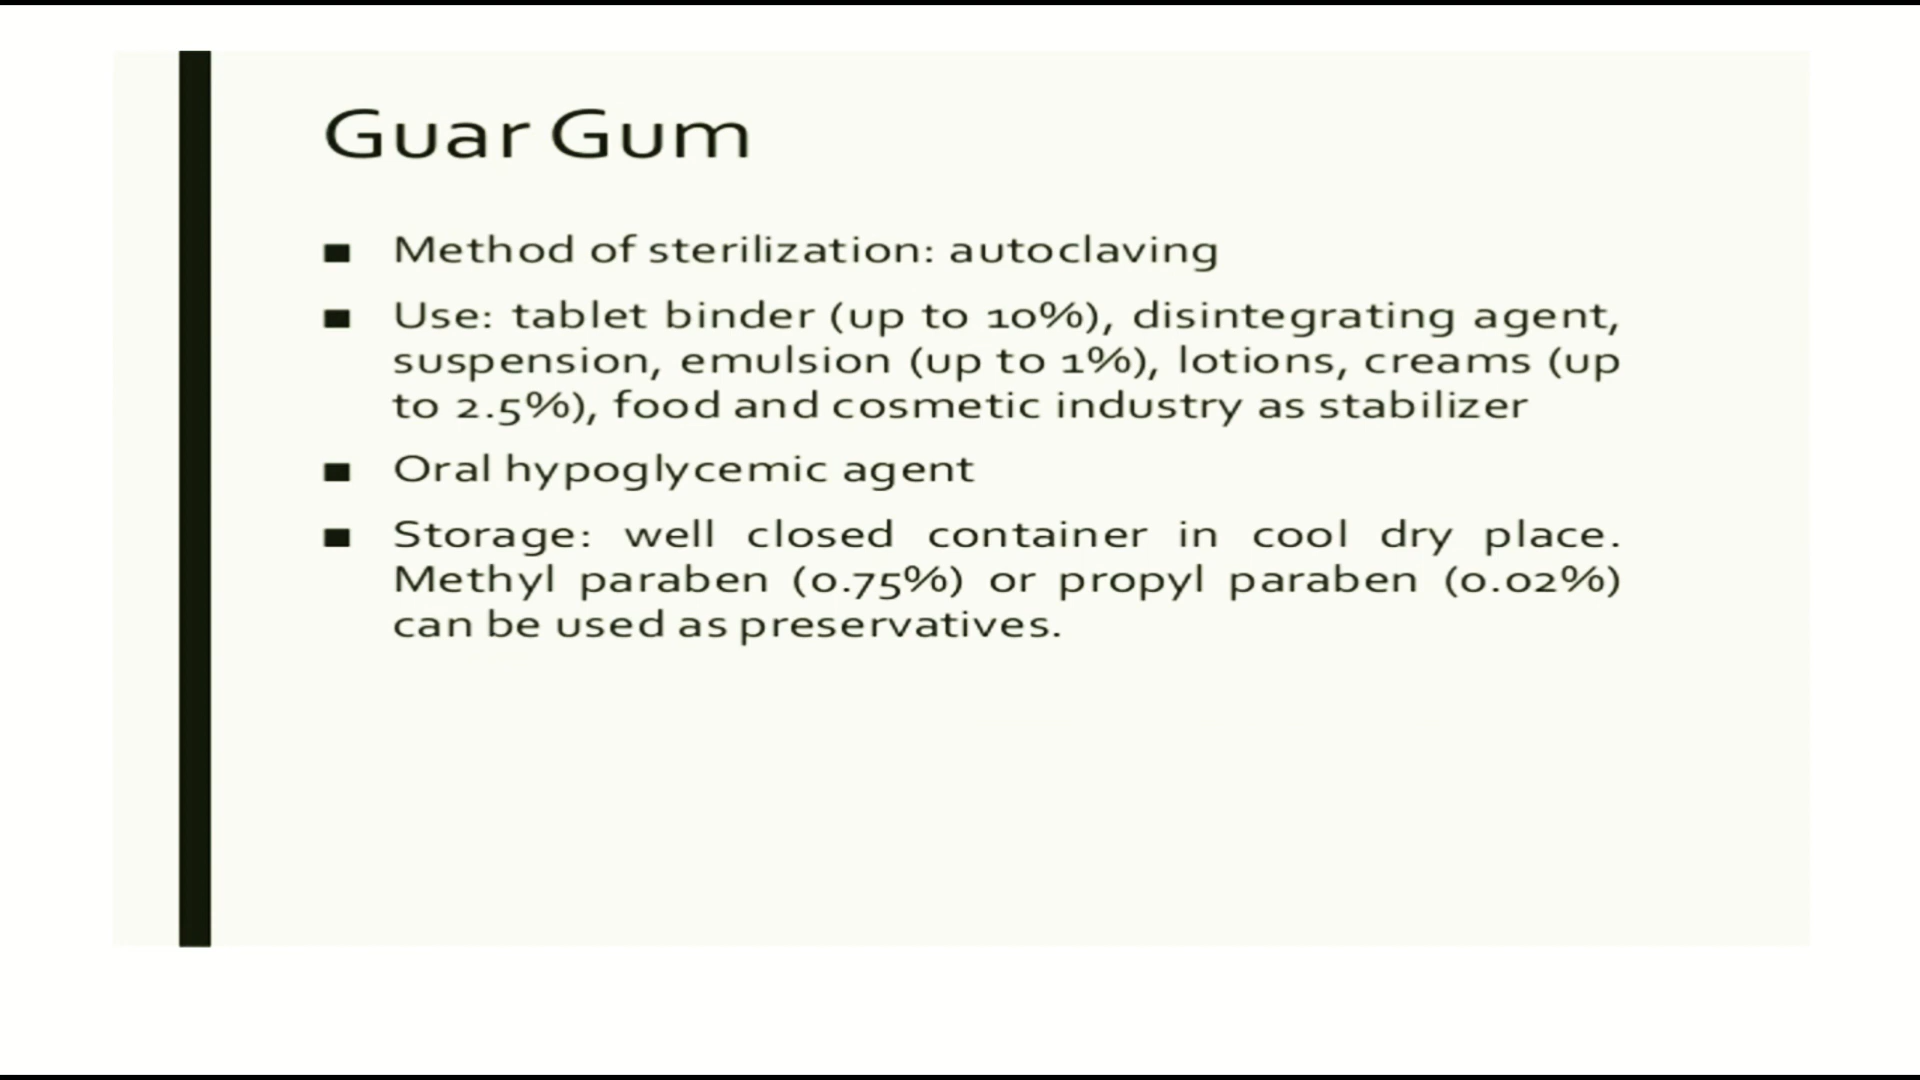 Guar Gum
■ Method of sterilization: autoclaving
■ Use: tablet binder (up to 10%), disintegrating agent,
suspension, emulsion (up to 1%), lotions, creams (up
to 2.5%), food and cosmetic industry as stabilizer
■ Oral hypoglycemic agent
■ Storage: well closed container in cool dry place.
Methyl paraben (0.75%) or propyl paraben (0.02%)
can be used as preservatives.